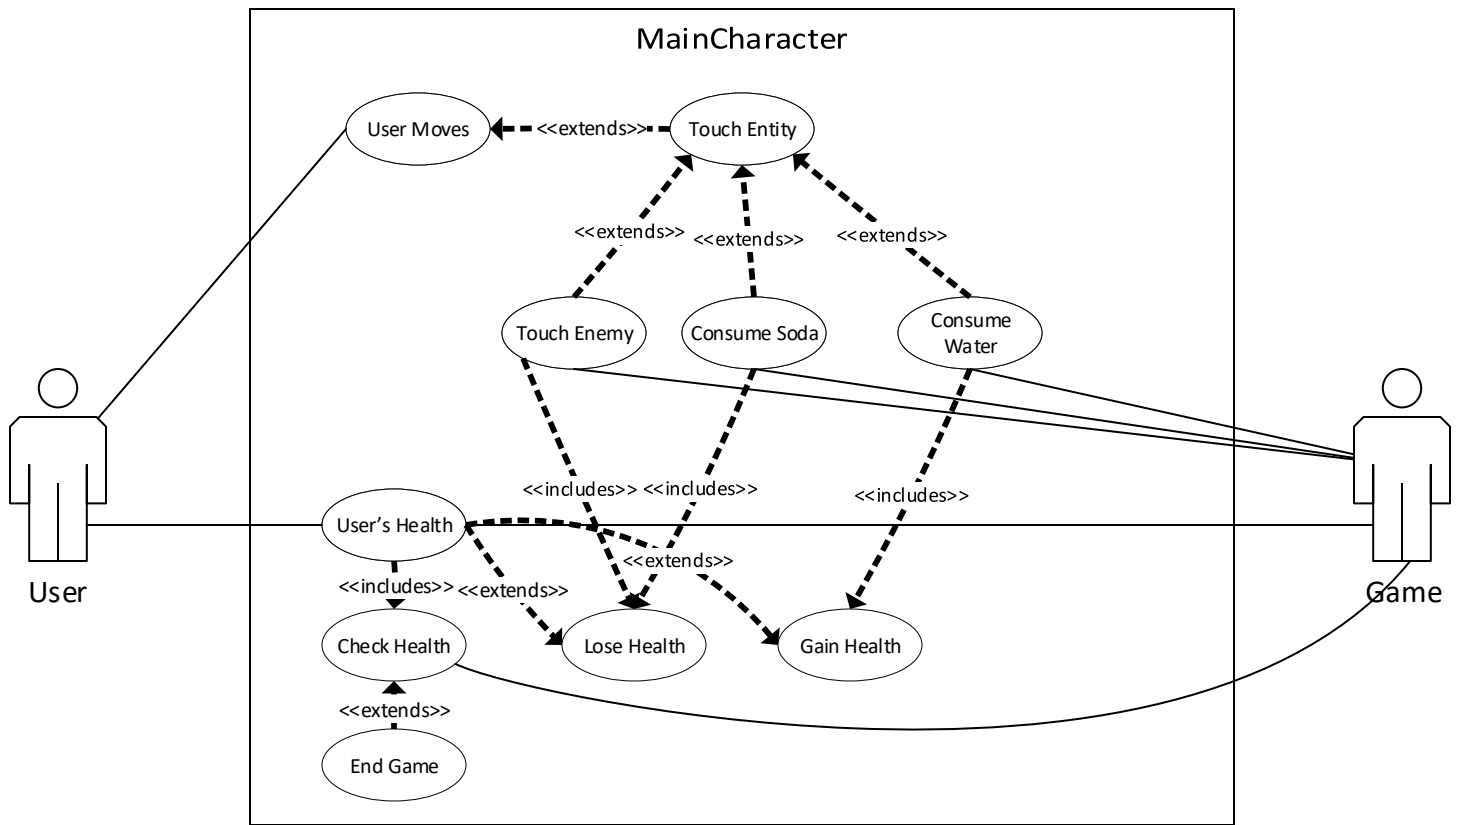 MainCharacter
User Moves
<<extends>>
Touch Entity
<<extends>>
<<extends>>
<<extends>>
Touch Enemy
Consume Soda
Consume
Water
<<includes>>
<<includes>>
<<includes>>
User’s Health
<<extends>>
<<includes>>
<<extends>>
User
Game
Check Health
Lose Health
Gain Health
<<extends>>
End Game